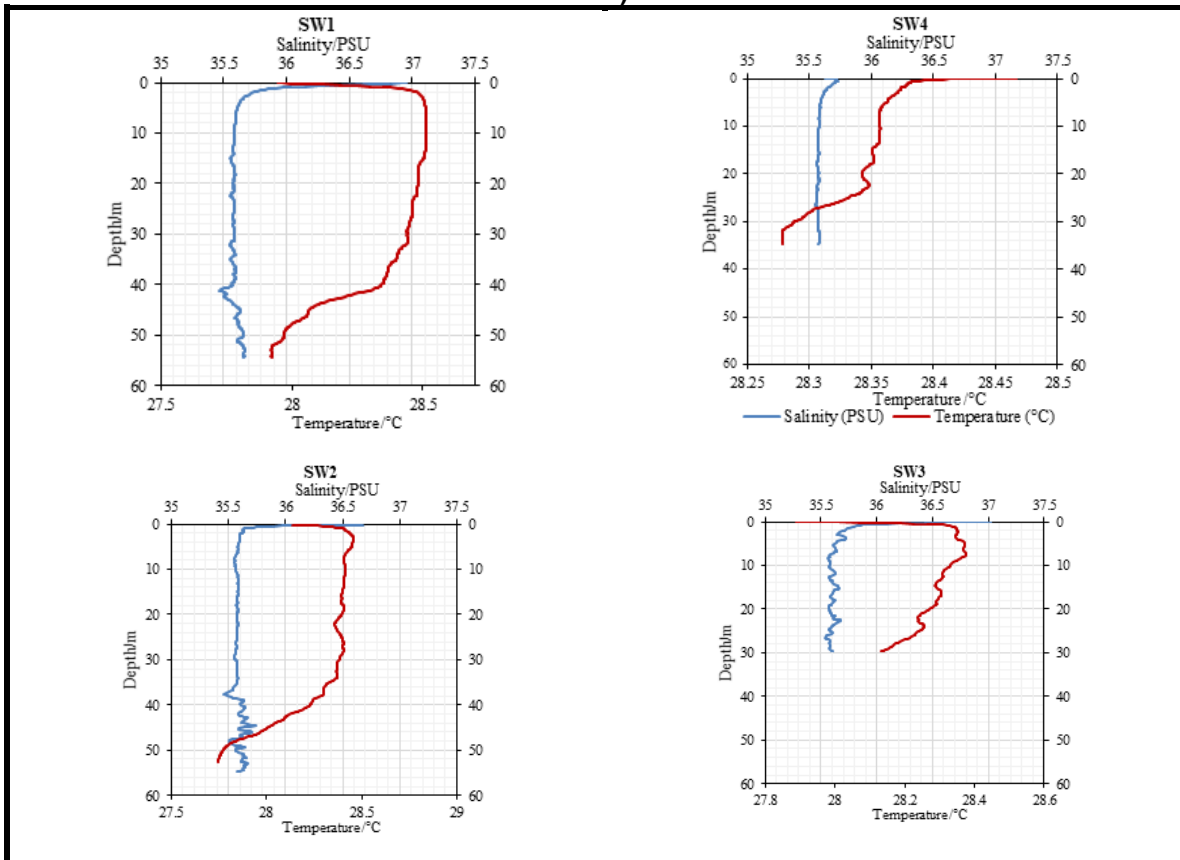 SW1
Salinity/PSU
35 35.5 36 36.5 37 37.5
0 0
10 10
20 20
30 30
40 40
50 50
60 60
Depth/m
27.5 28 28.5
Temperature/°C
SW4
Salinity/PSU
35 35.5 36 36.5 37 37.5
0 0
10 10
20 20
30 30
40 40
50 50
60 60
Depth/m
28.25 28.3 28.35 28.4 28.45 28.5
Temperature/°C
Salinity (PSU) Temperature (°C)
SW2
Salinity/PSU
35 35.5 36 36.5 37 37.5
0 0
10 10
20 20
30 30
40 40
50 50
60 60
Depth/m
27.5 28 28.5 29
Temperature/°C
SW3
Salinity/PSU
35 35.5 36 36.5 37 37.5
0 0
10 10
20 20
30 30
40 40
50 50
60 60
Depth/m
27.8 28 28.2 28.4 28.6
Temperature/°C